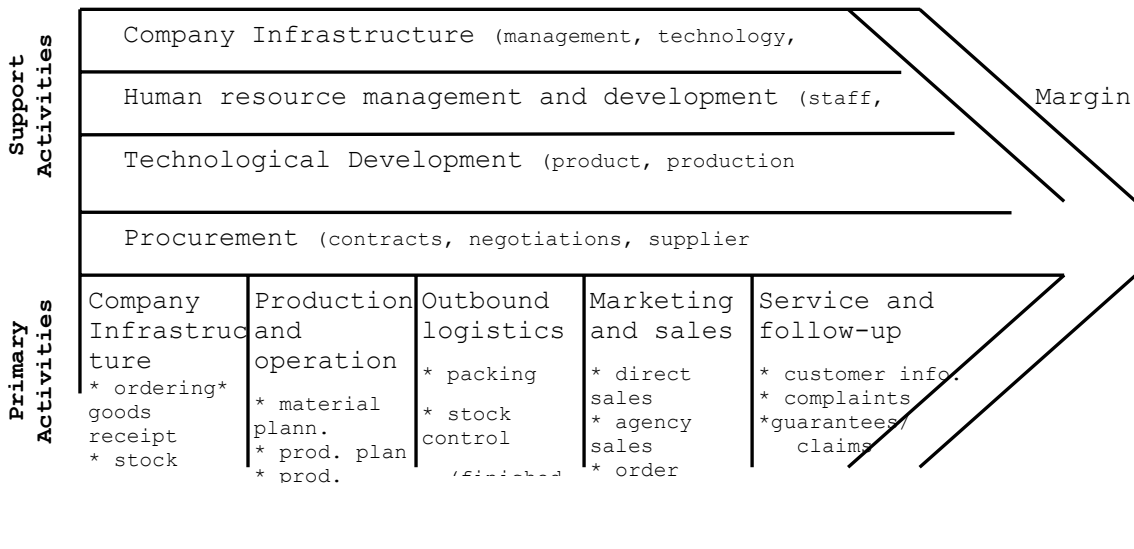 Support
Activities
Company Infrastructure (management, technology,
Human resource management and development (staff,
Technological Development (product, production
Procurement (contracts, negotiations, supplier
Margin
Primary
Activities
Company
Infrastruc
ture
* ordering*
goods
receipt
* stock
Production
and
operation
* material
plann.
* prod. plan
* prod.
Outbound
logistics
* packing
* stock
control
(finished
Marketing
and sales
* direct
sales
* agency
sales
* order
Service and
follow-up
* customer info.
* complaints
*guarantees/
claims